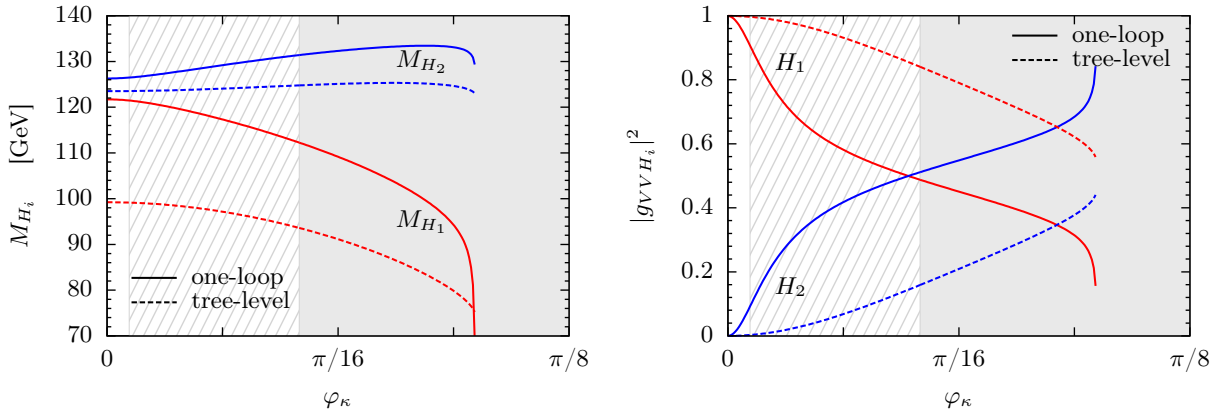 140
130
120
110
100
90
80
70
M_{H_i} [GeV]
M_{H_2}
M_{H_1}
one-loop
tree-level
0
π/16
π/8
φ_κ
1
0.8
0.6
0.4
0.2
0
|g_{VVH_i}|^2
one-loop
tree-level
H_1
H_2
0
π/16
π/8
φ_κ